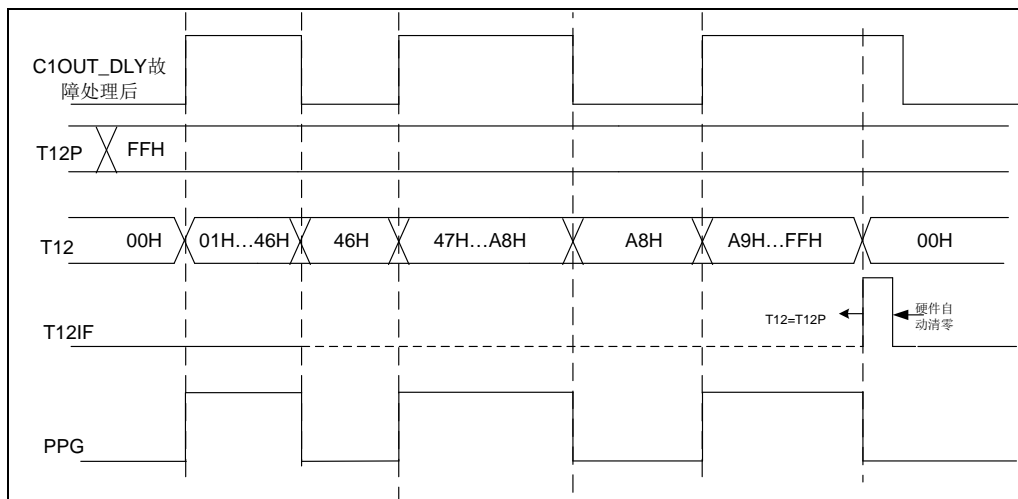 C1OUT_DLY故
障处理后
T12P
FFH
T12
00H
01H...46H
46H
47H...A8H
A8H
A9H...FFH
00H
T12IF
T12=T12P
硬件自
动清零
PPG